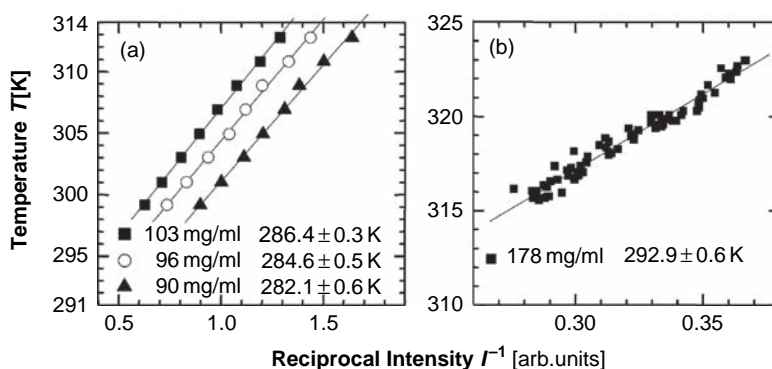 Temperature T[K]
314
310
305
300
295
291
(a)
■ 103 mg/ml 286.4 ± 0.3 K
○ 96 mg/ml 284.6 ± 0.5 K
▲ 90 mg/ml 282.1 ± 0.6 K
0.5 1.0 1.5
325
320
315
310
(b)
■ 178 mg/ml 292.9 ± 0.6 K
0.30 0.35
Reciprocal Intensity I⁻¹ [arb.units]